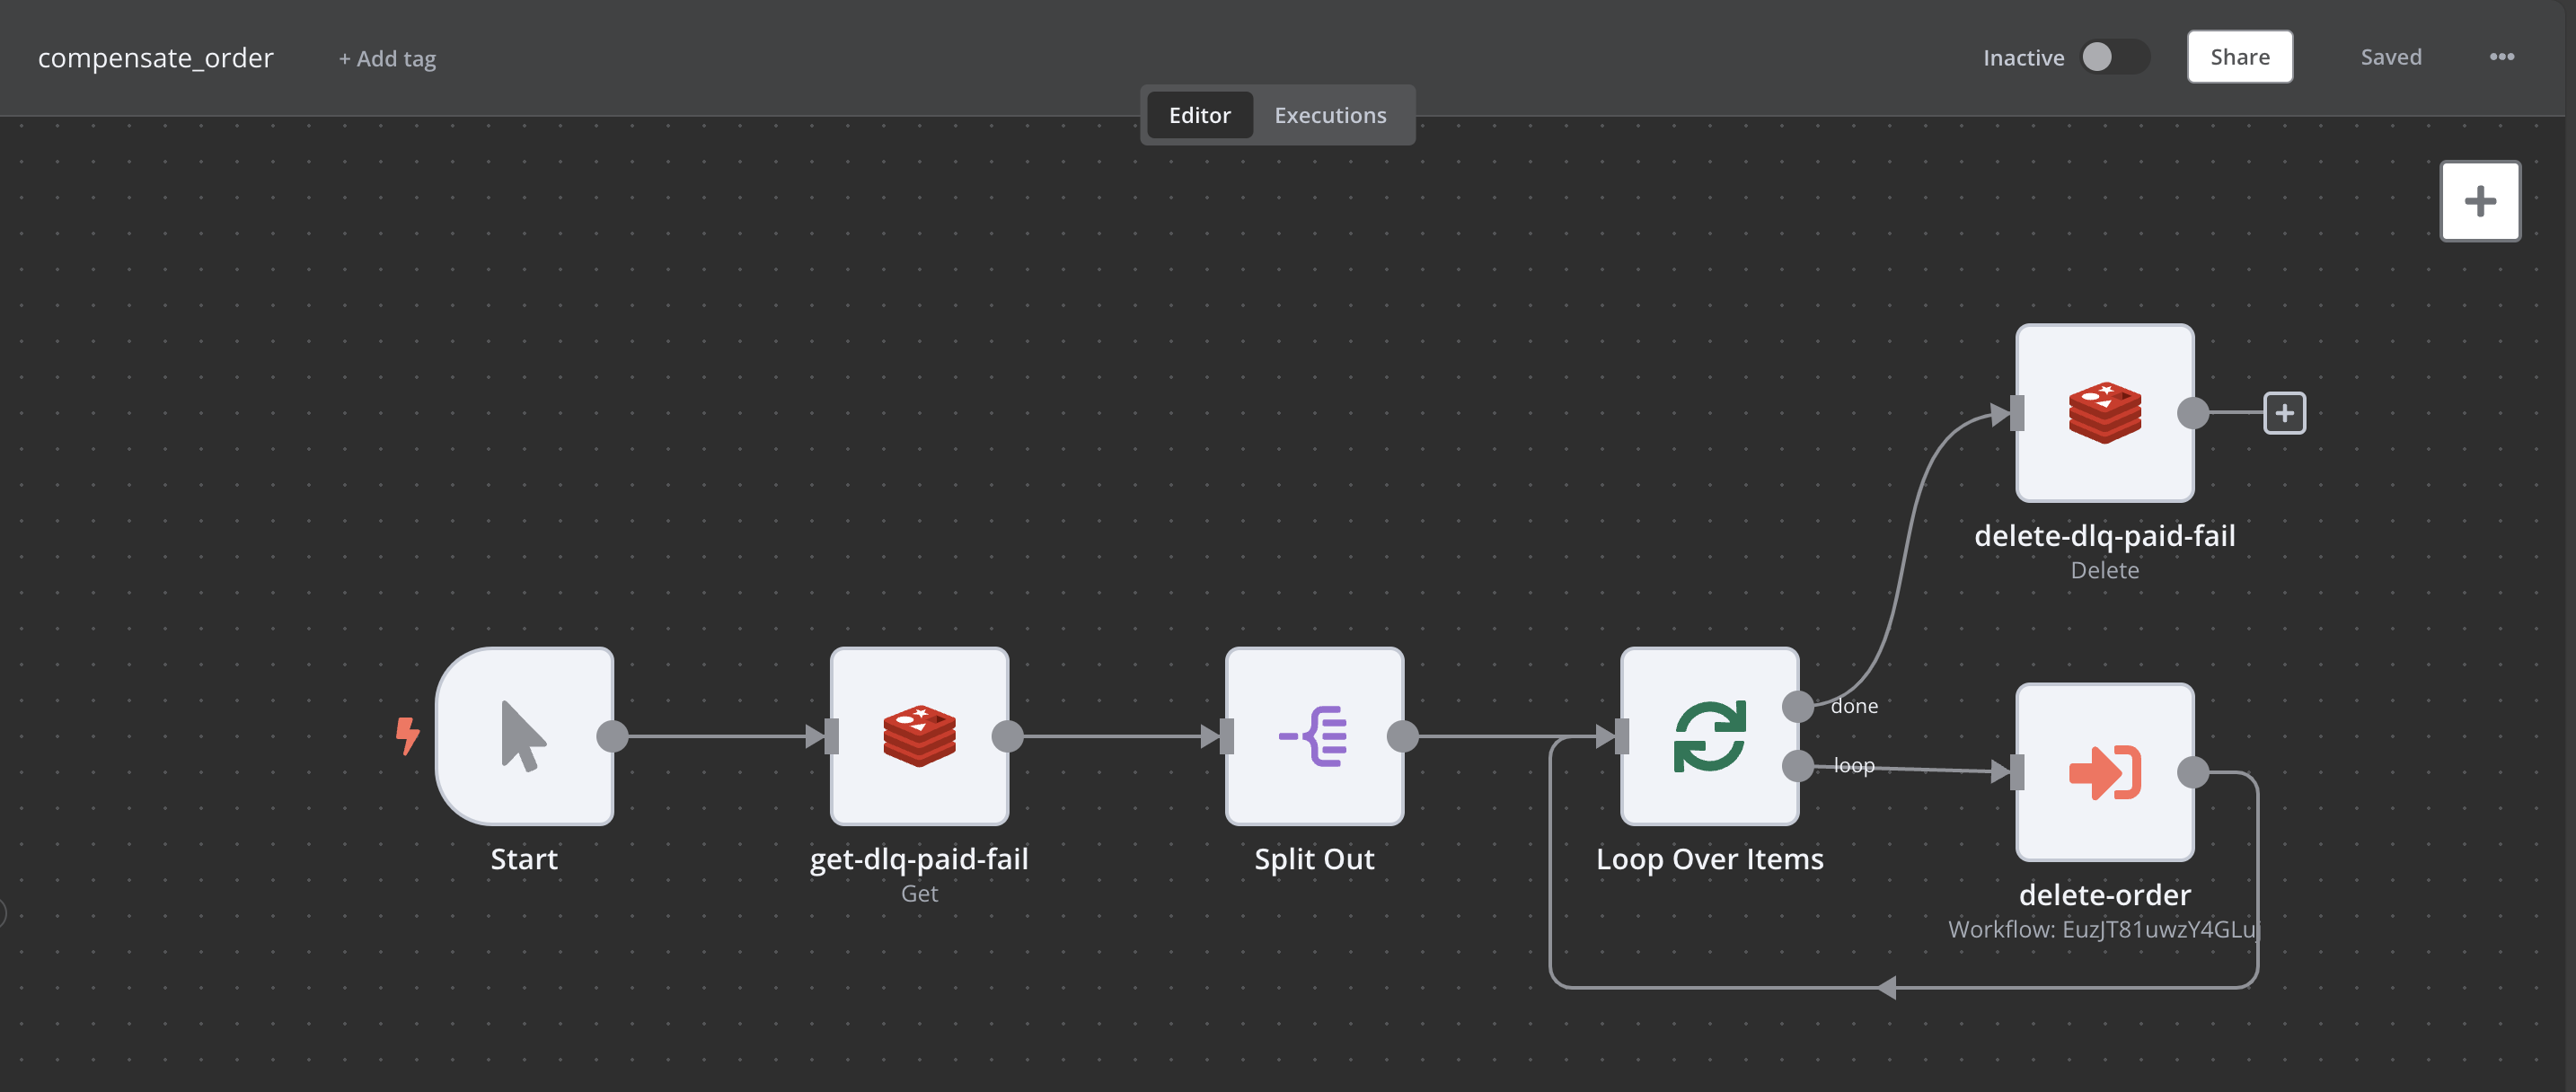 compensate_order
+ Add tag
Inactive
Share
Saved
Editor
Executions
delete-dlq-paid-fail
Delete
done
loop
Start
get-dlq-paid-fail
Get
Split Out
Loop Over Items
delete-order
Workflow: EuzJT81uwzY4GLuj